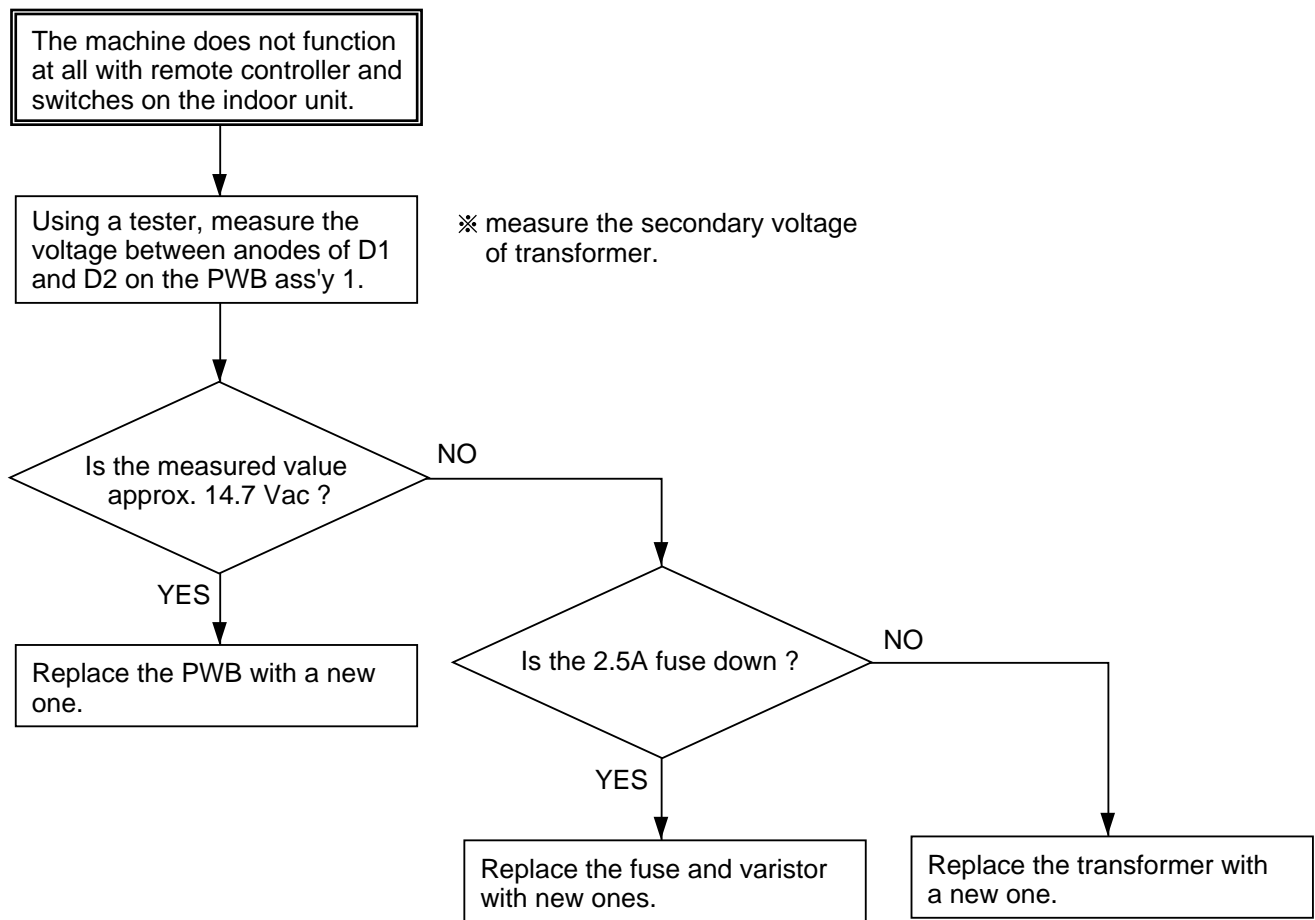 The machine does not function
at all with remote controller and
switches on the indoor unit.
Using a tester, measure the
voltage between anodes of D1
and D2 on the PWB ass'y 1.
※ measure the secondary voltage
of transformer.
Is the measured value
approx. 14.7 Vac ?
NO
YES
Replace the PWB with a new
one.
Is the 2.5A fuse down ?
NO
YES
Replace the fuse and varistor
with new ones.
Replace the transformer with
a new one.